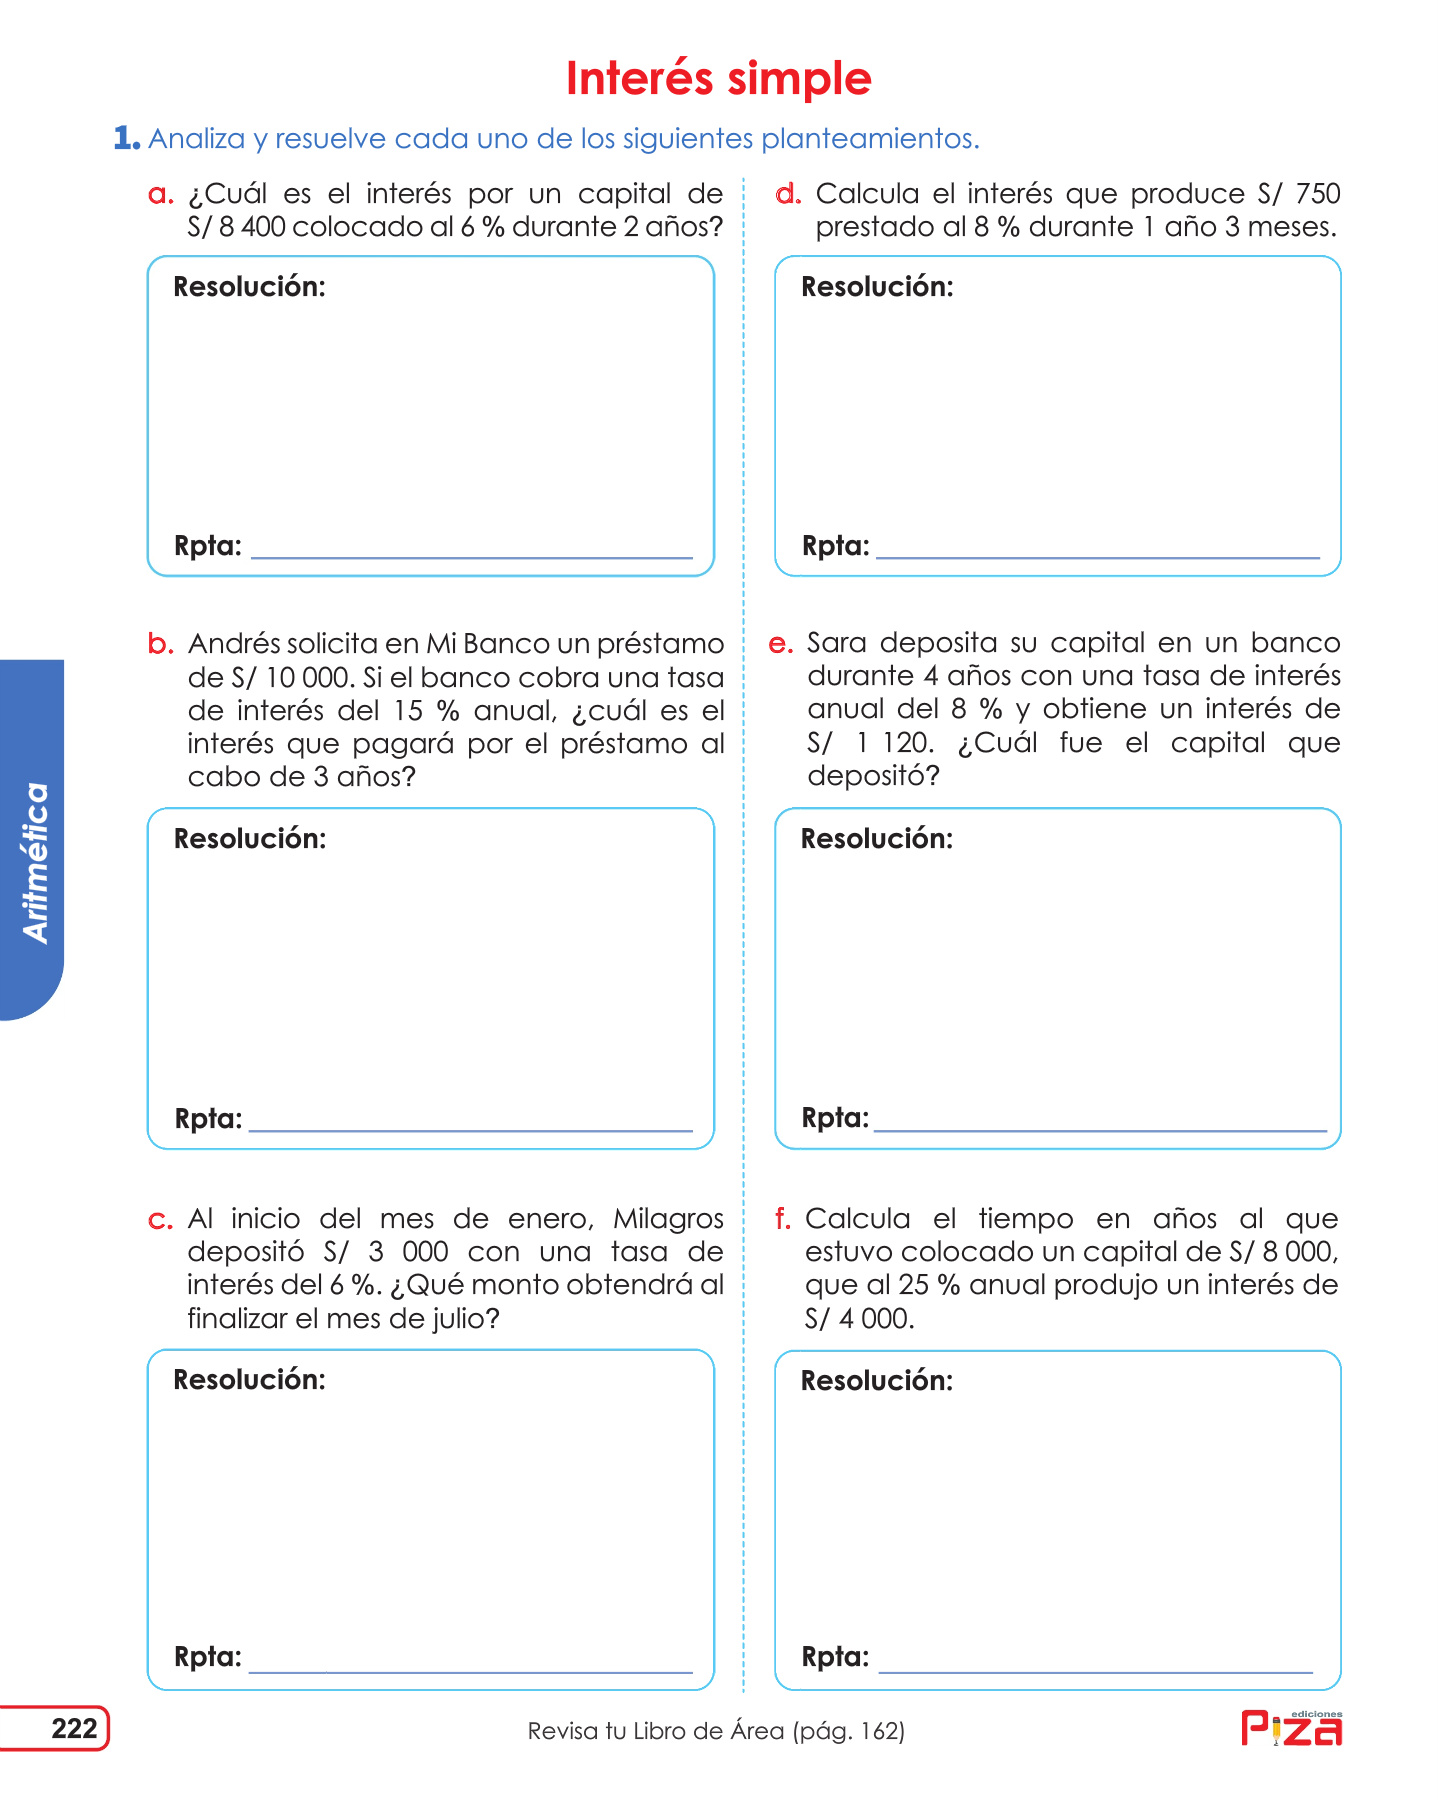 Interés simple
1. Analiza y resuelve cada uno de los siguientes planteamientos.
a. ¿Cuál es el interés por un capital de
S/ 8 400 colocado al 6 % durante 2 años?
Resolución:
Rpta:
b. Andrés solicita en Mi Banco un préstamo
de S/ 10 000. Si el banco cobra una tasa
de interés del 15 % anual, ¿cuál es el
interés que pagará por el préstamo al
cabo de 3 años?
Resolución:
Rpta:
c. Al inicio del mes de enero, Milagros
depositó S/ 3 000 con una tasa de
interés del 6 %. ¿Qué monto obtendrá al
finalizar el mes de julio?
Resolución:
Rpta:
d. Calcula el interés que produce S/ 750
prestado al 8 % durante 1 año 3 meses.
Resolución:
Rpta:
e. Sara deposita su capital en un banco
durante 4 años con una tasa de interés
anual del 8 % y obtiene un interés de
S/ 1 120. ¿Cuál fue el capital que
depositó?
Resolución:
Rpta:
f. Calcula el tiempo en años al que
estuvo colocado un capital de S/ 8 000,
que al 25 % anual produjo un interés de
S/ 4 000.
Resolución:
Rpta:
Aritmética
222
Revisa tu Libro de Área (pág. 162)
ediciones
Piza